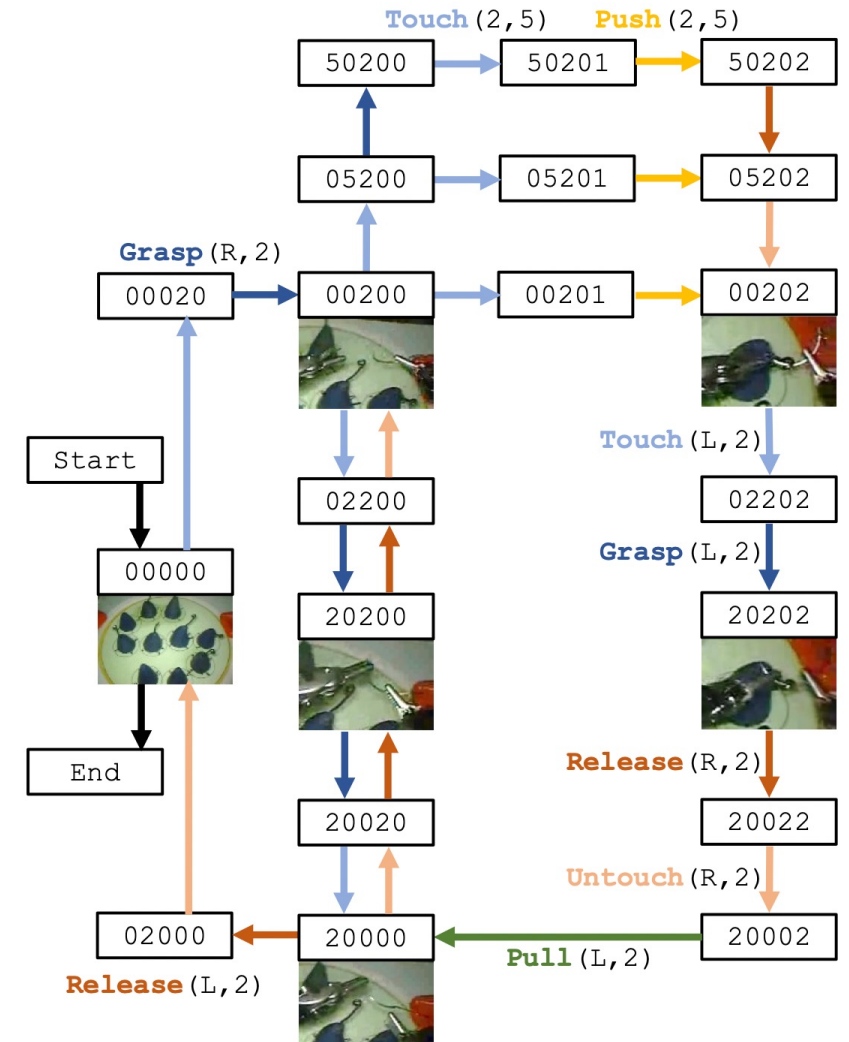 Touch(2,5) Push(2,5)
50200 50201 50202
05200 05201 05202
Grasp(R,2)
00020 00200 00201 00202
Touch(L,2)
Start
02200 02202
Grasp(L,2)
00000
20200 20202
Release(R,2)
End
20020 20022
Untouch(R,2)
02000 20000 20002
Pull(L,2)
Release(L,2)